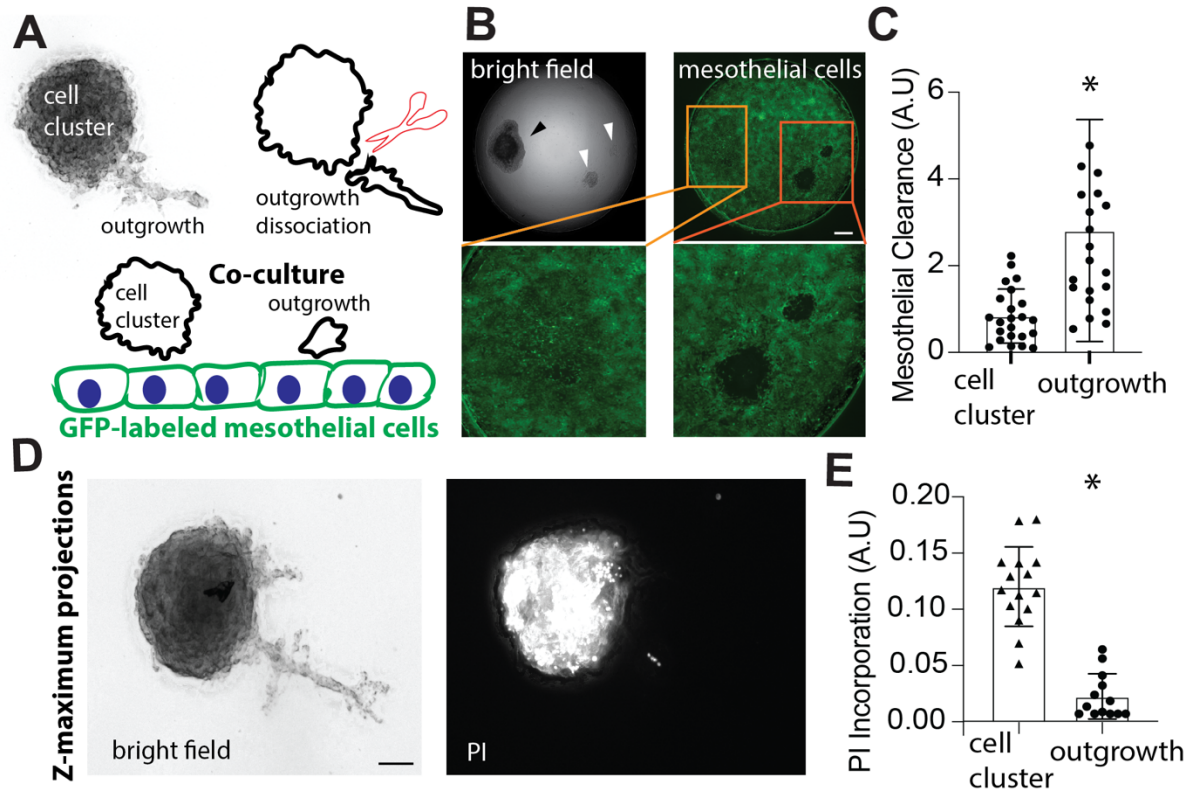 A
cell
cluster
outgrowth
outgrowth
dissociation
Co-culture
cell
cluster
outgrowth
GFP-labeled mesothelial cells
B
bright field
mesothelial cells
C
Mesothelial Clearance (A.U)
6
4
2
0
*
cell
cluster
outgrowth
D
Z-maximum projections
bright field
PI
E
PI Incorporation (A.U)
0.20
0.15
0.10
0.05
0.00
*
cell
cluster
outgrowth